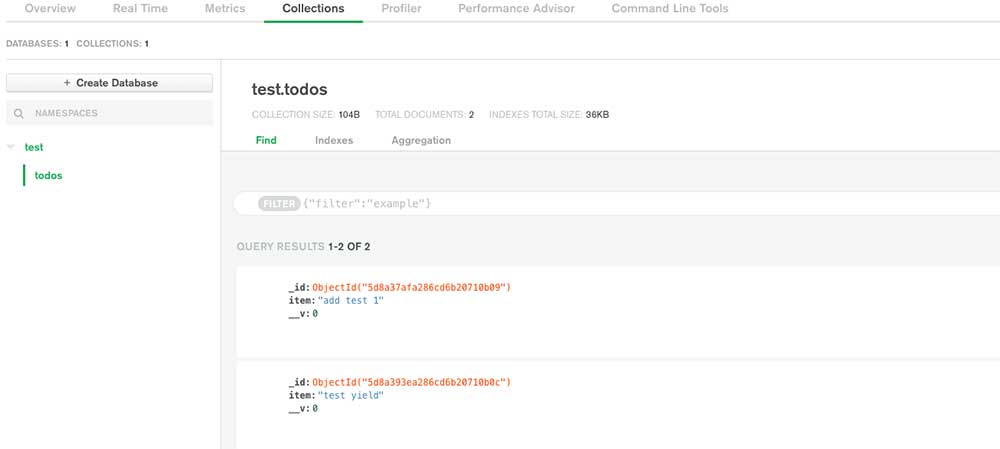 Overview Real Time Metrics Collections Profiler Performance Advisor Command Line Tools
DATABASES: 1 COLLECTIONS: 1
+ Create Database
NAMESPACES
test
todos
test.todos
COLLECTION SIZE: 104B TOTAL DOCUMENTS: 2 INDEXES TOTAL SIZE: 36KB
Find Indexes Aggregation
FILTER {"filter":"example"}
QUERY RESULTS 1-2 OF 2
_id: ObjectId("5d8a37afa286cd6b20710b09")
item: "add test 1"
__v: 0
_id: ObjectId("5d8a393ea286cd6b20710b0c")
item: "test yield"
__v: 0